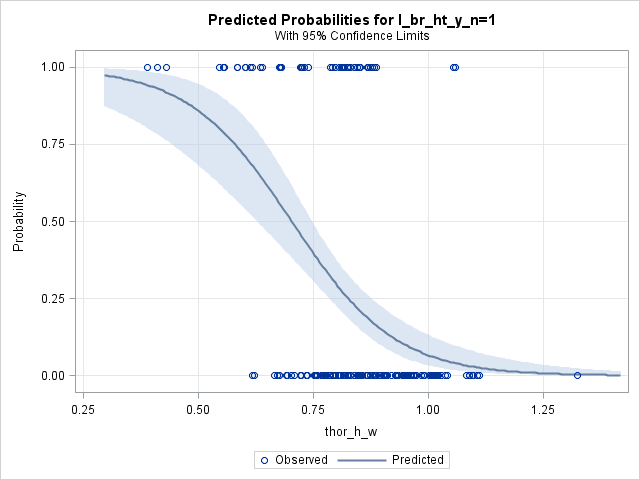 Predicted Probabilities for l_br_ht_y_n=1
With 95% Confidence Limits
1.00
0.75
0.50
0.25
0.00
Probability
0.25 0.50 0.75 1.00 1.25
thor_h_w
Observed Predicted